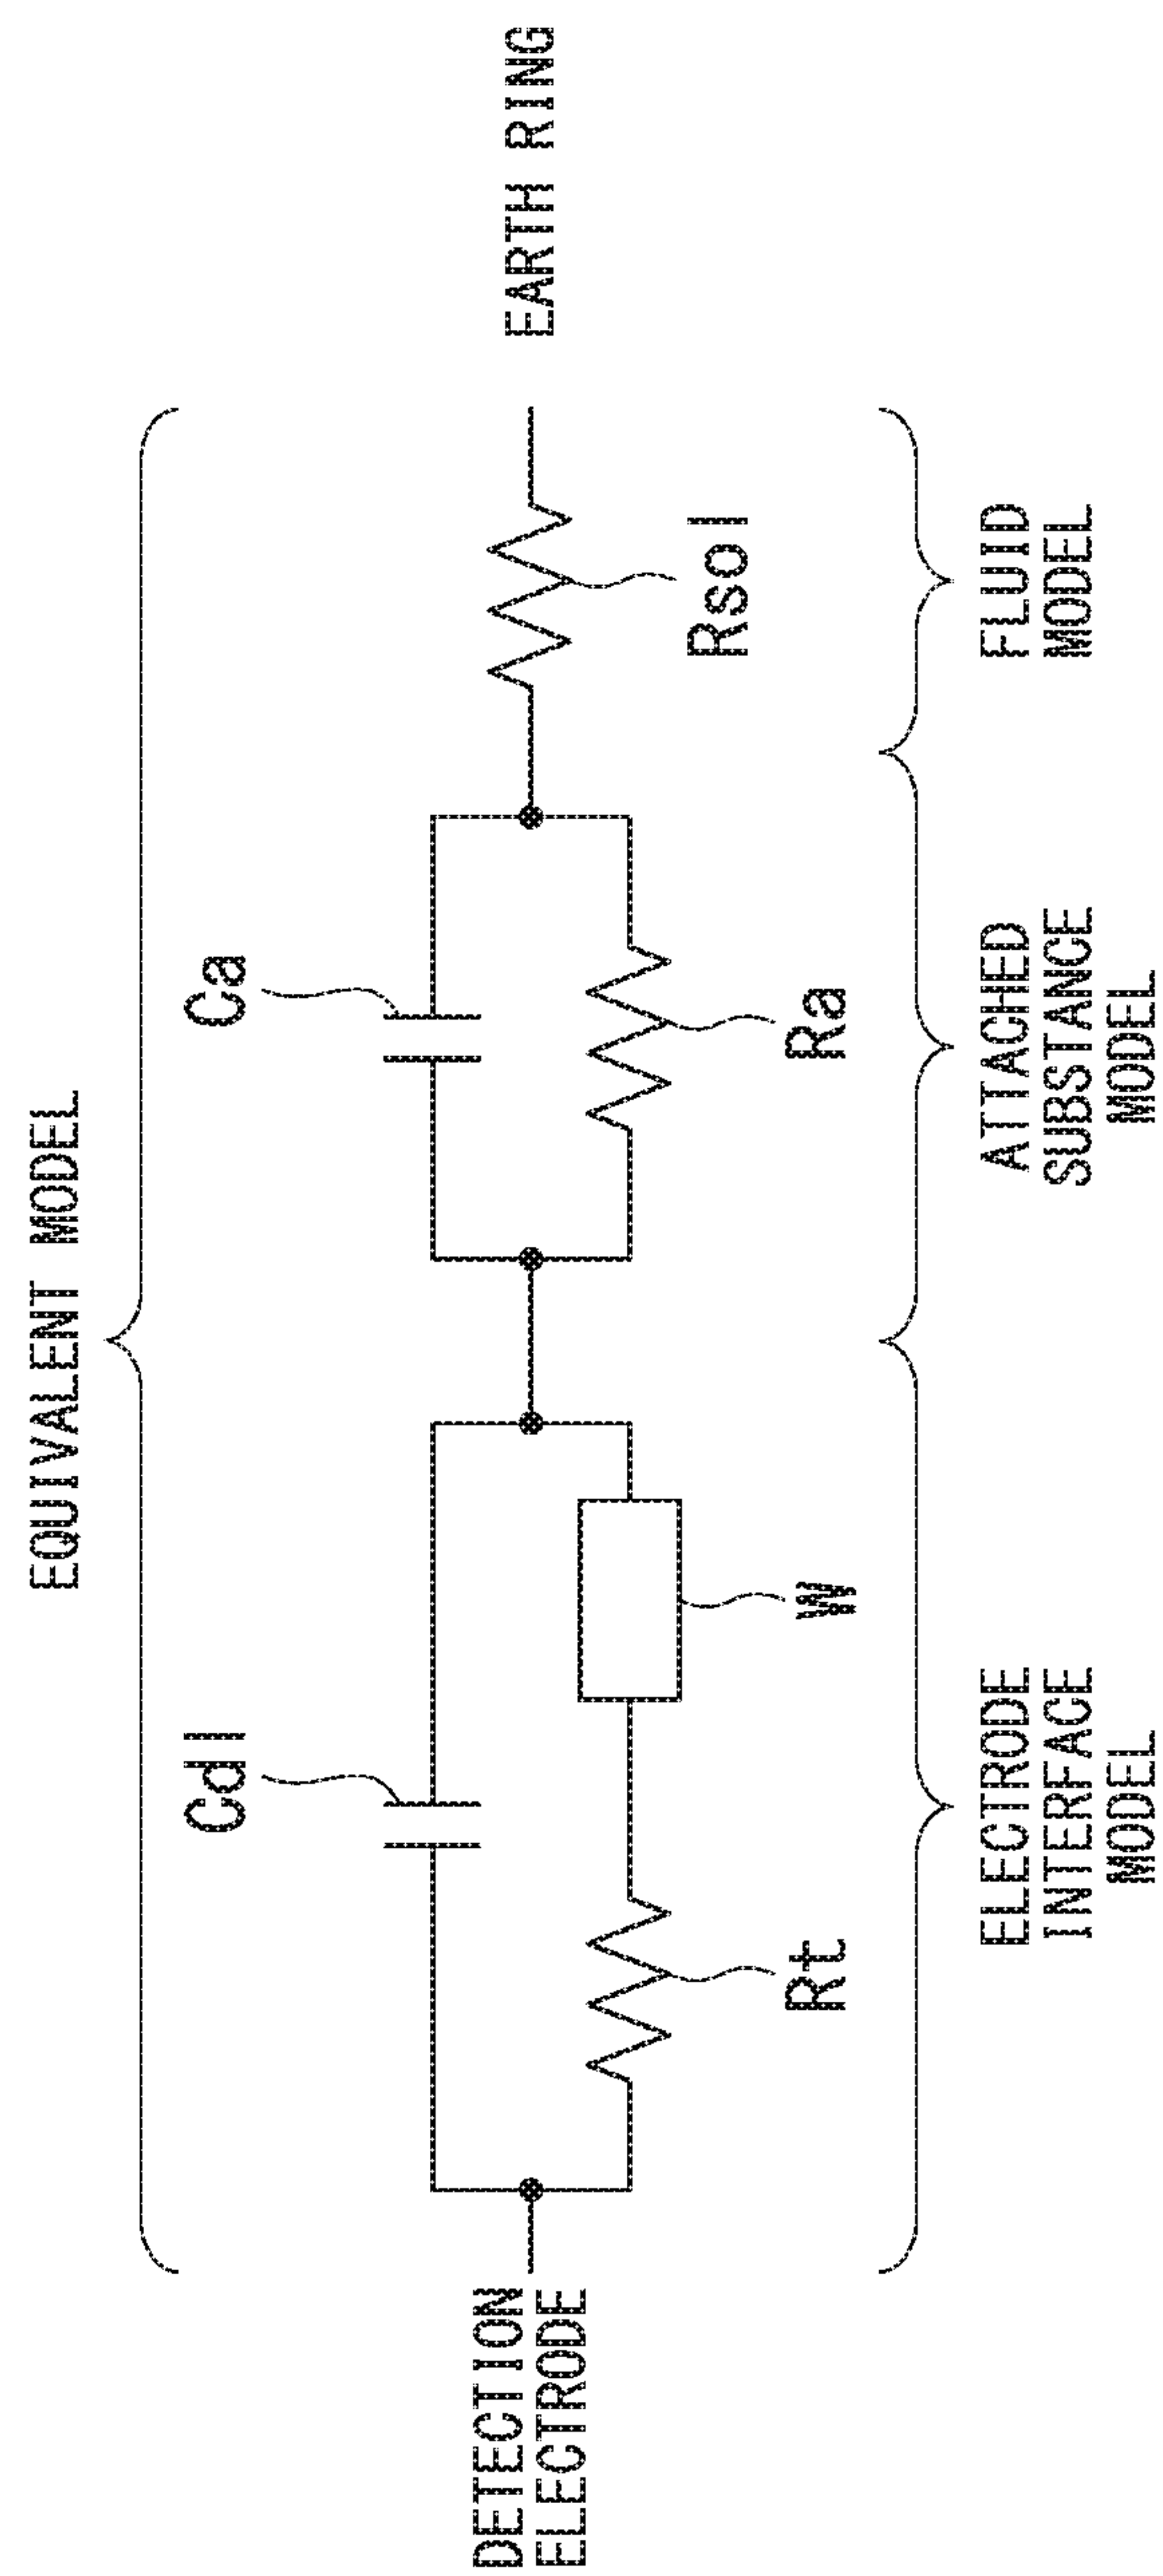 EQUIVALENT MODEL
Cdl
Ca
DETECTION
ELECTRODE
EARTH RING
Rt
W
Ra
Rsol
ELECTRODE
INTERFACE
MODEL
ATTACHED
SUBSTANCE
MODEL
FLUID
MODEL